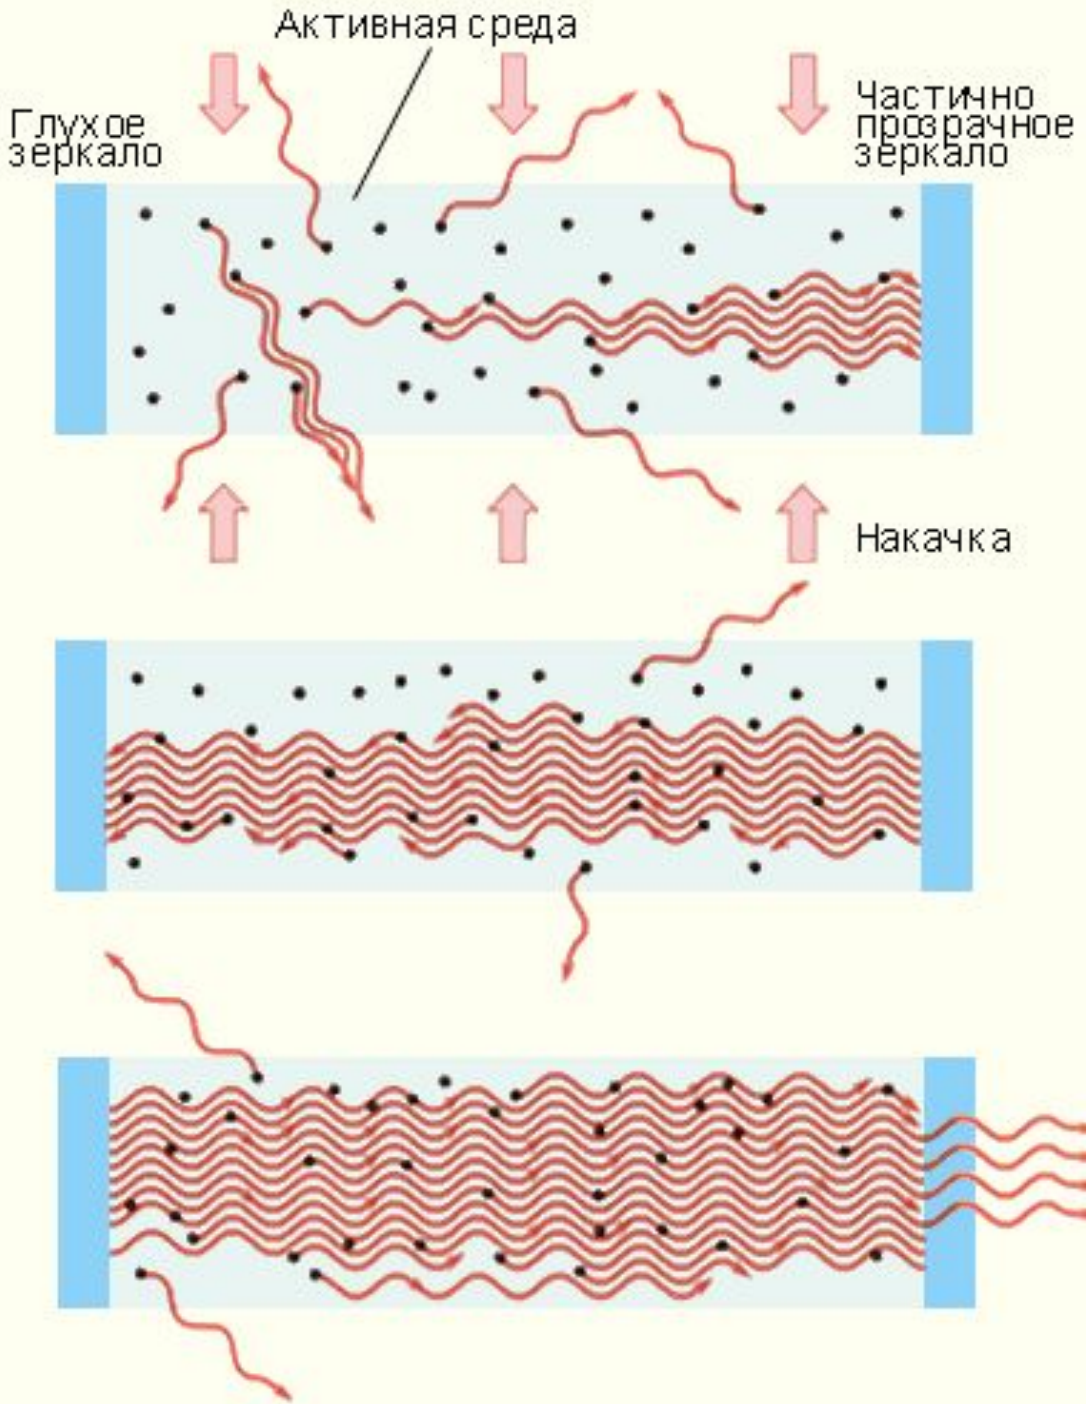 Активная среда
Глухое
зеркало
Частично
прозрачное
зеркало
Накачка